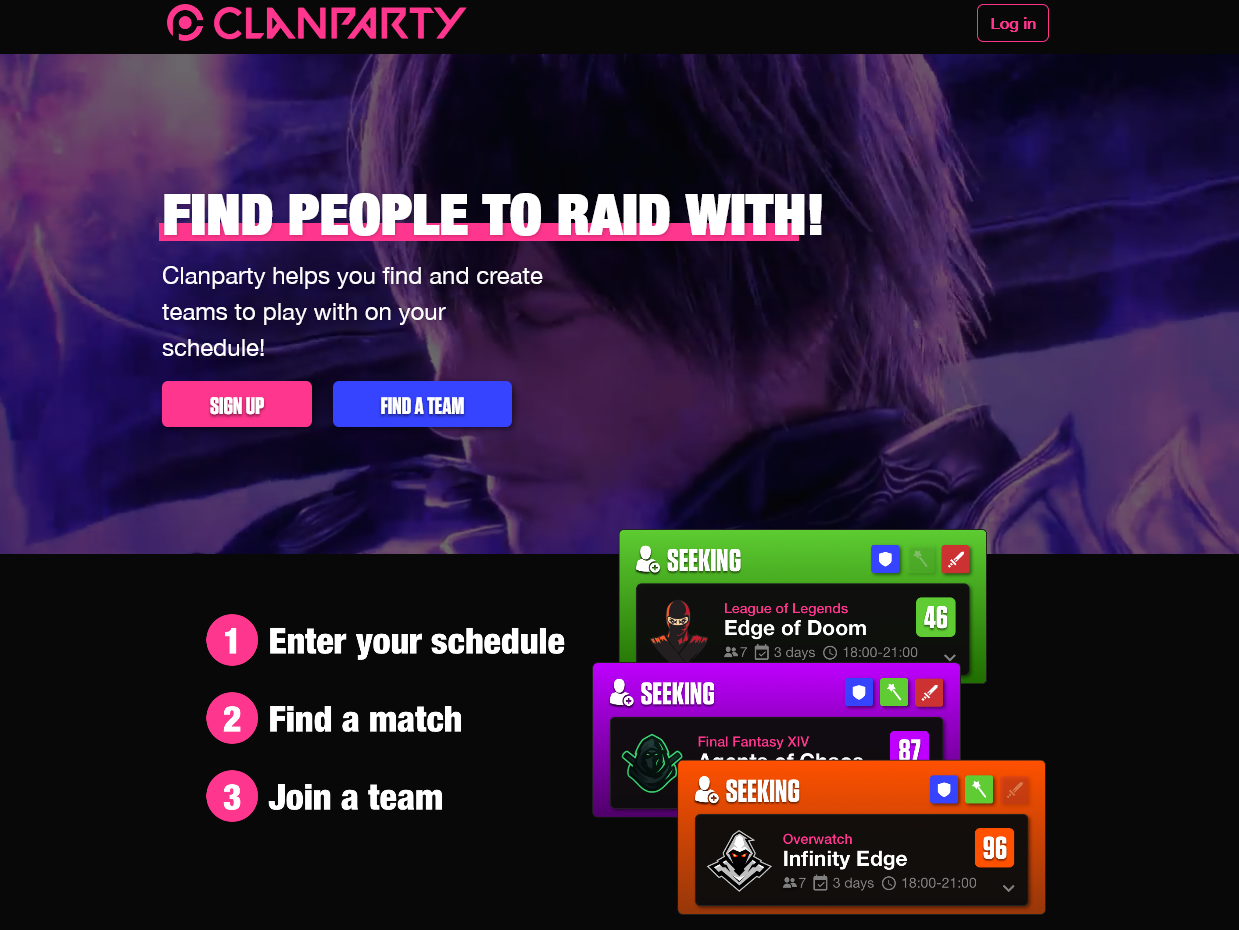 CLANPARTY
Log in
FIND PEOPLE TO RAID WITH!
Clanparty helps you find and create
teams to play with on your
schedule!
SIGN UP
FIND A TEAM
1 Enter your schedule
2 Find a match
3 Join a team
SEEKING
League of Legends
Edge of Doom
46
7 3 days 18:00-21:00
SEEKING
Final Fantasy XIV
Agents of Chaos
87
SEEKING
Overwatch
Infinity Edge
96
7 3 days 18:00-21:00